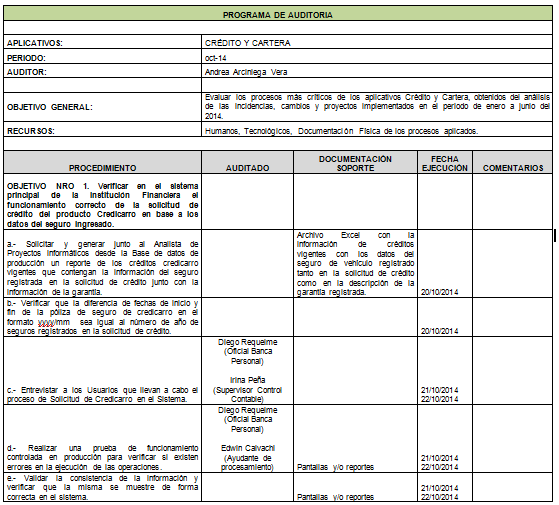 PROGRAMA DE AUDITORIA
APLICATIVOS: CRÉDITO Y CARTERA
PERIODO: oct-14
AUDITOR: Andrea Arciniega Vera
OBJETIVO GENERAL:
Evaluar los procesos más críticos de los aplicativos Crédito y Cartera, obtenidos del análisis
de las incidencias, cambios y proyectos implementados en el periodo de enero a junio del
2014.
RECURSOS: Humanos, Tecnológicos, Documentación Física de los procesos aplicados.
PROCEDIMIENTO
AUDITADO
DOCUMENTACIÓN
SOPORTE
FECHA
EJECUCIÓN
COMENTARIOS
OBJETIVO NRO 1. Verificar en el sistema
principal de la Institución Financiera el
funcionamiento correcto de la solicitud de
crédito del producto Credicarro en base a los
datos del seguro ingresado.
a.- Solicitar y generar junto al Analista de
Proyectos Informáticos desde la Base de datos de
producción un reporte de los créditos credicarro
vigentes que contengan la información del seguro
registrada en la solicitud de crédito junto con la
información de la garantía.
Archivo Excel con la
información de créditos
vigentes con los datos del
seguro de vehículo registrado
tanto en la solicitud de crédito
como en la descripción de la
garantía registrada.
20/10/2014
b.- Verificar que la diferencia de fechas de inicio y
fin de la póliza de seguro de credicarro en el
formato yyyy/mm sea igual al número de año de
seguros registrados en la solicitud de crédito.
20/10/2014
c.- Entrevistar a los Usuarios que llevan a cabo el
proceso de Solicitud de Credicarro en el Sistema.
Diego Requelme
(Oficial Banca
Personal)
Irina Peña
(Supervisor Control
Contable)
21/10/2014
22/10/2014
d.- Realizar una prueba de funcionamiento
controlada en producción para verificar si existen
errores en la ejecución de las operaciones.
Diego Requelme
(Oficial Banca
Personal)
Edwin Calvachi
(Ayudante de
procesamiento)
Pantallas y/o reportes
21/10/2014
22/10/2014
e.- Validar la consistencia de la información y
verificar que la misma se muestre de forma
correcta en el sistema.
Pantallas y/o reportes
21/10/2014
22/10/2014